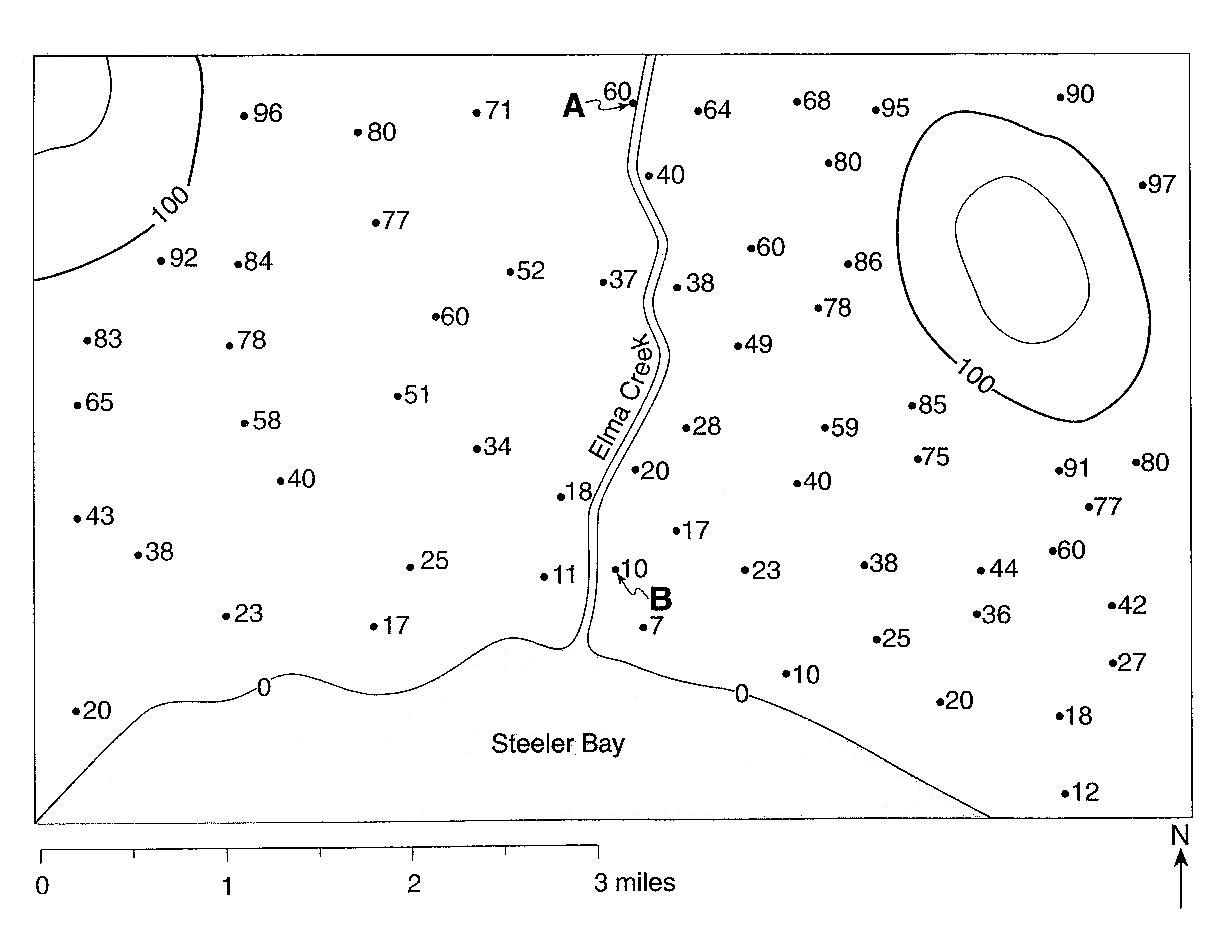 60 68 90
A 96 71 64 95
80
80
40 97
100
77
60
92 84 52 37 38 86
60 78
83 78 49
Elma Creek
100
65 51 85
58 28 59
34 75
40 18 20 40 91 80
77
43 17
38 60
25 11 10 23 38 44
B
23 17 7 36 42
25
10 27
0 0
20 20 18
Steeler Bay
12
N
0 1 2 3 miles